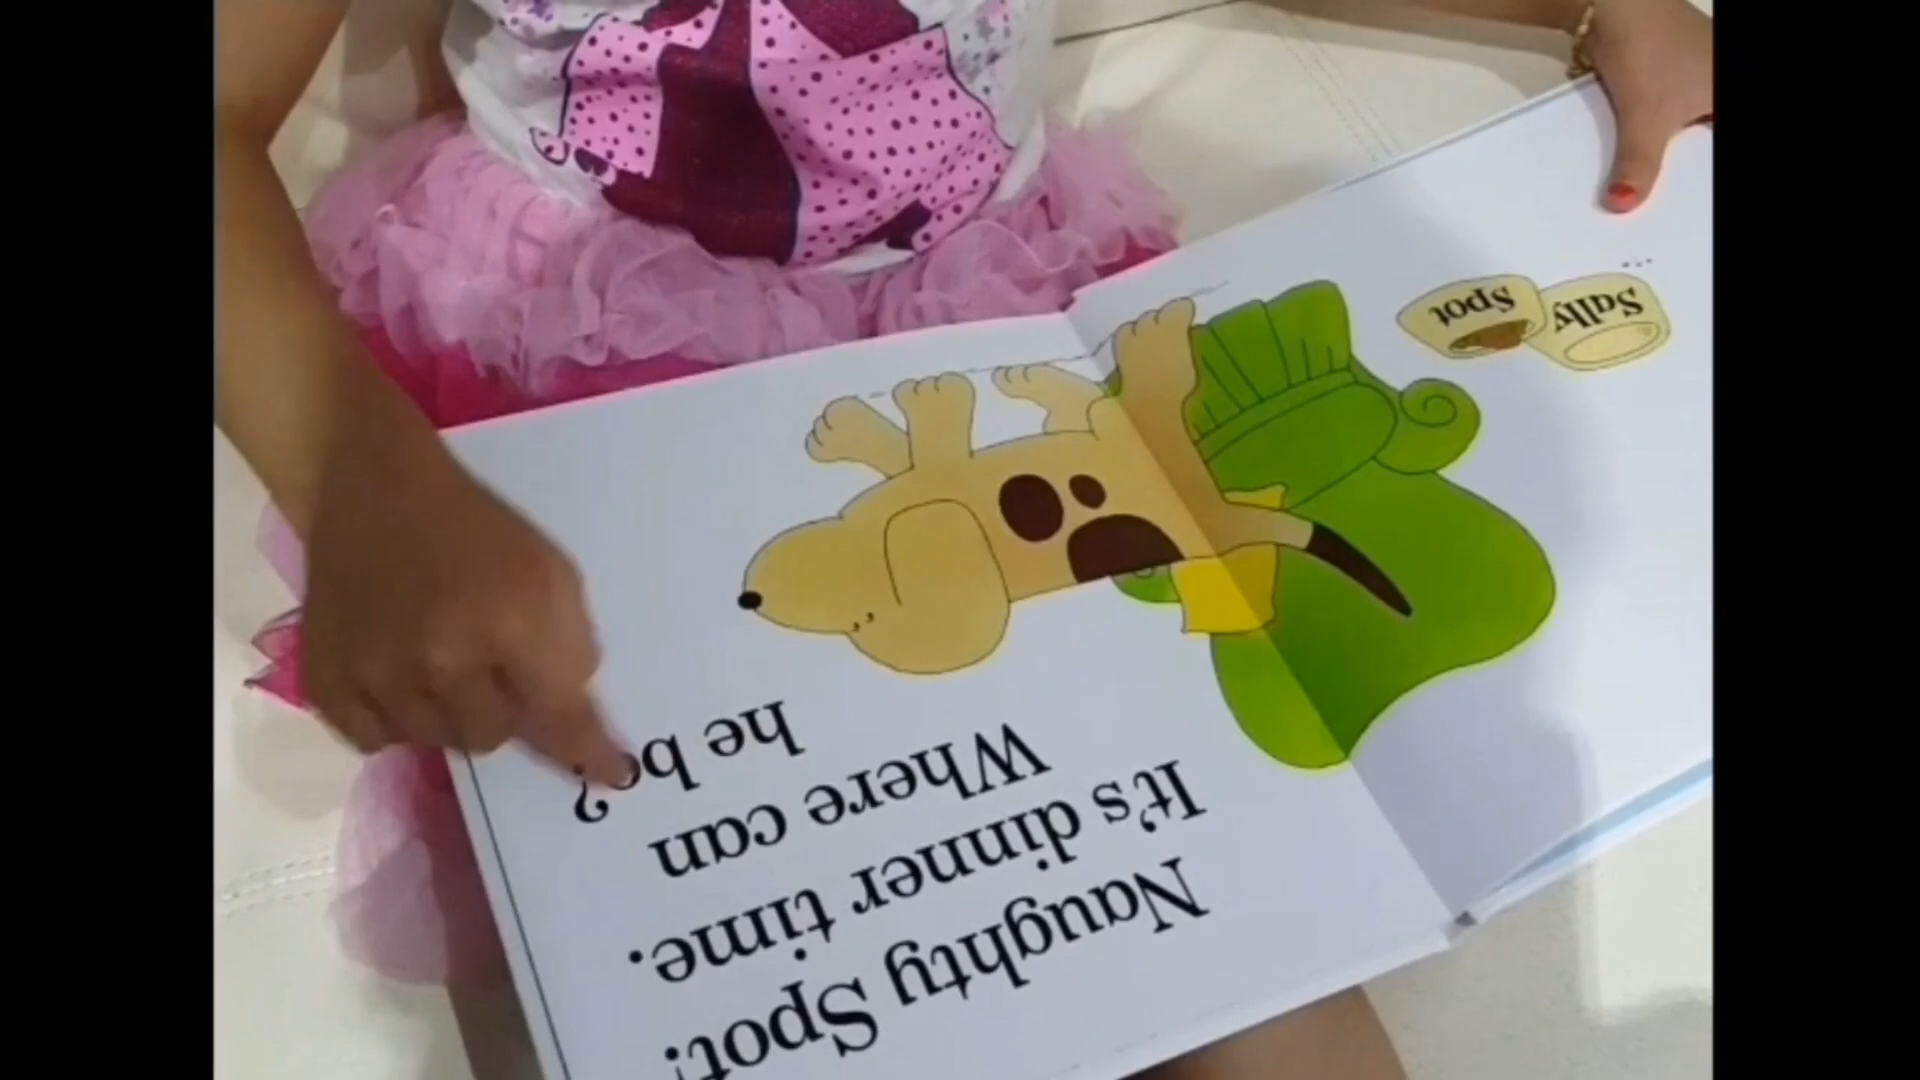 Naughty Spot!
It's dinner time.
Where can
he be?
Sally
Spot